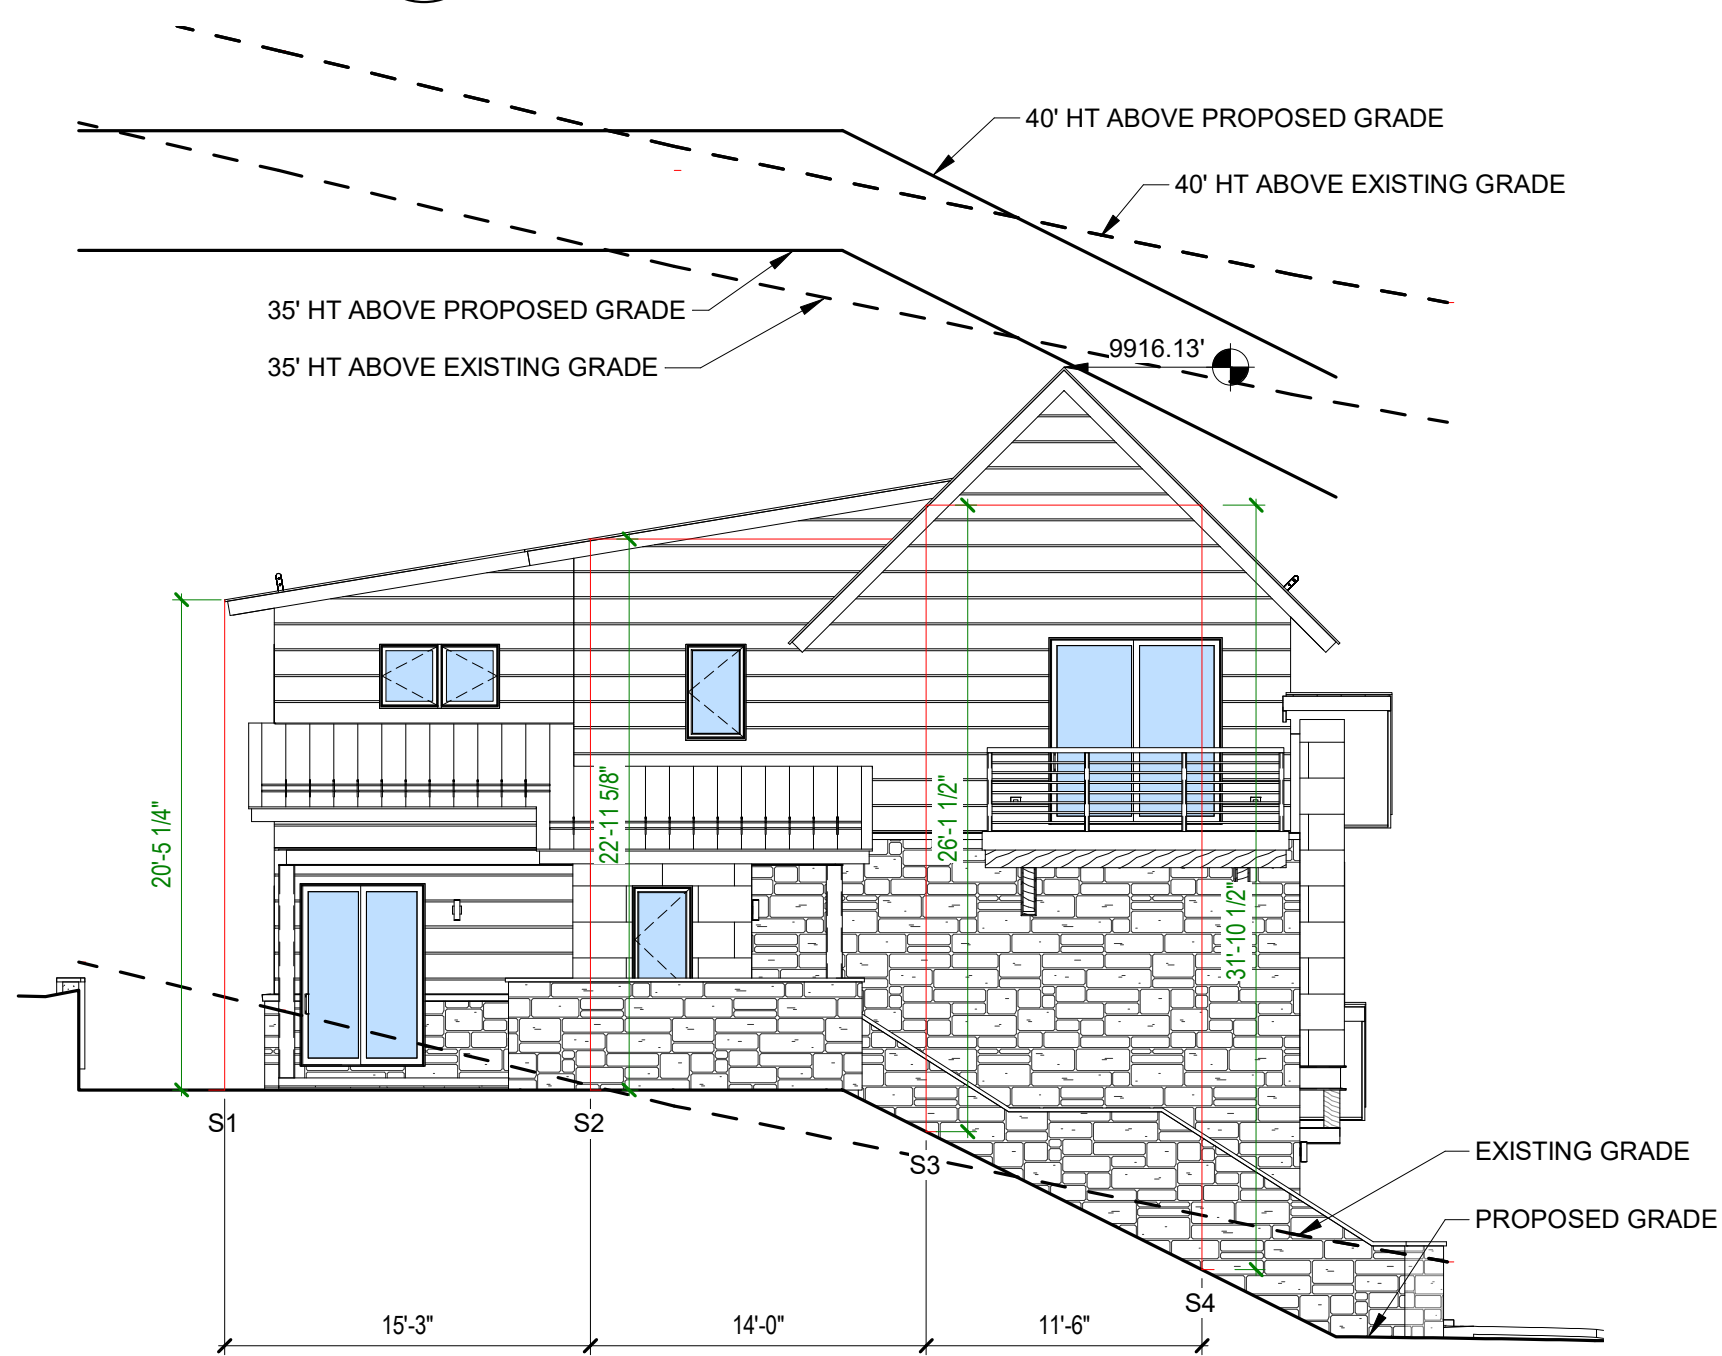 40' HT ABOVE PROPOSED GRADE
40' HT ABOVE EXISTING GRADE
35' HT ABOVE PROPOSED GRADE
9916.13'
35' HT ABOVE EXISTING GRADE
20'-5 1/4"
22'-11 5/8"
26'-1 1/2"
31'-10 1/2"
S1
S2
S3
EXISTING GRADE
PROPOSED GRADE
S4
15'-3"
14'-0"
11'-6"